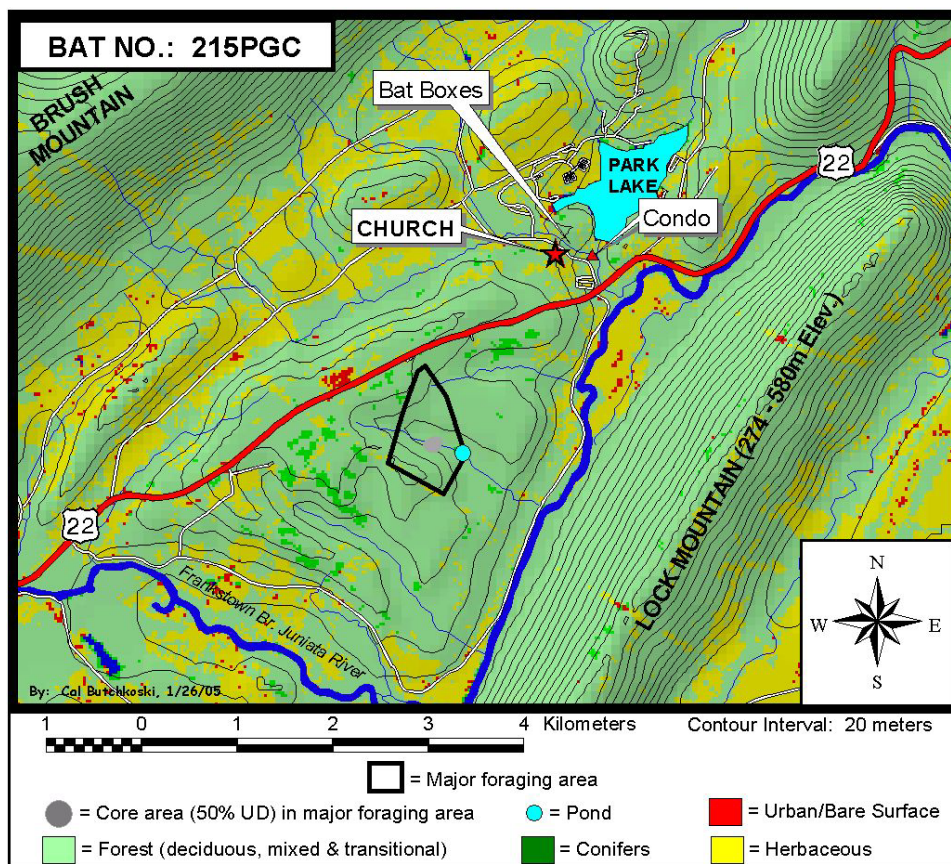 BAT NO.: 215PGC
BRUSH
MOUNTAIN
Bat Boxes
PARK
LAKE
22
CHURCH
Condo
LOCK MOUNTAIN (274 - 580m Elev.)
22
Frankstown Br. Juniata River
N
W E
S
By: Cal Butchkoski, 1/26/05
1 0 1 2 3 4 Kilometers Contour Interval: 20 meters
= Major foraging area
= Core area (50% UD) in major foraging area = Pond = Urban/Bare Surface
= Forest (deciduous, mixed & transitional) = Conifers = Herbaceous